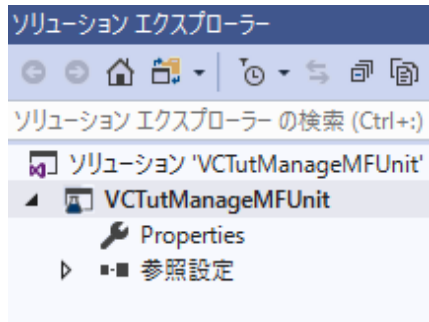 ソリューション エクスプローラー
ソリューション エクスプローラー の検索 (Ctrl+:)
ソリューション 'VCTutManageMFUnit'
VCTutManageMFUnit
Properties
参照設定